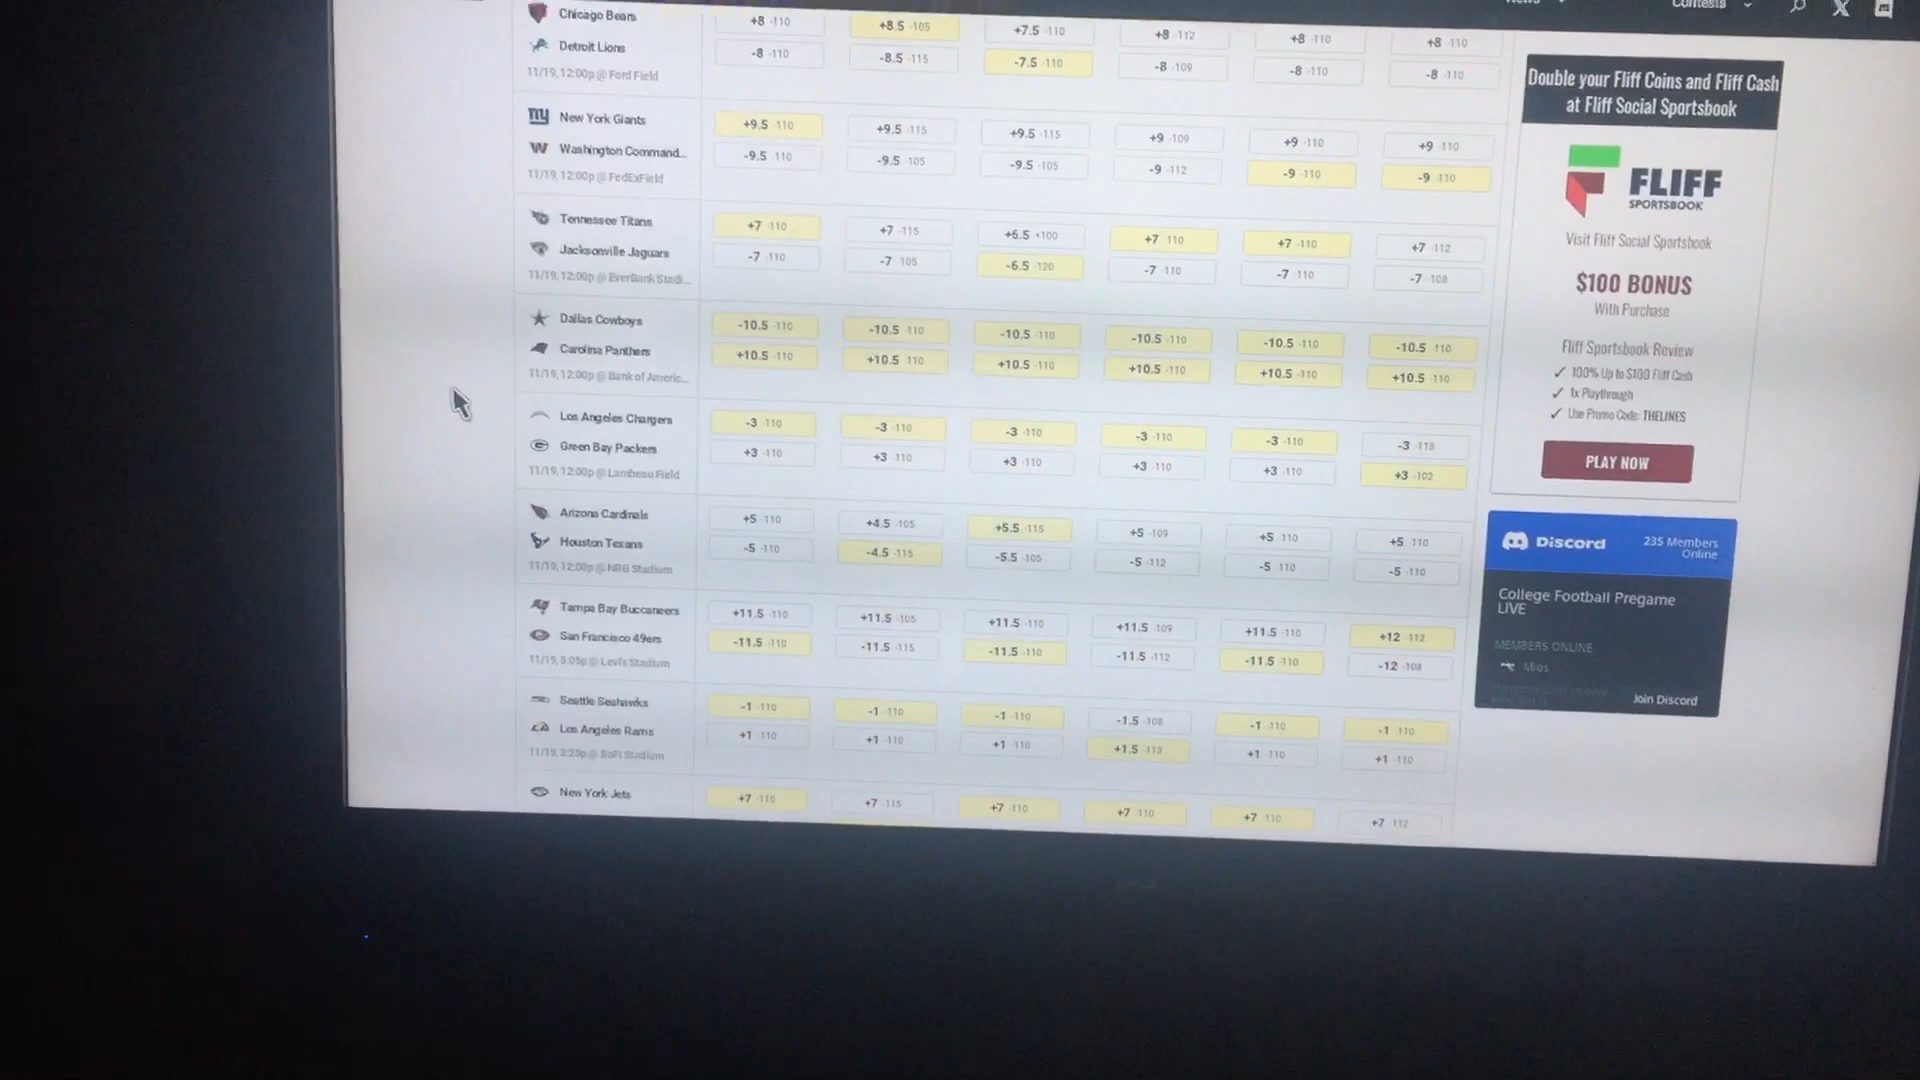 Contests
Chicago Bears +8 -110 +8.5 -105 +7.5 -110 +8 -112 +8 -110 +8 -110
Detroit Lions -8 -110 -8.5 -115 -7.5 -110 -8 -109 -8 -110 -8 -110
11/19, 12:00p @ Ford Field
New York Giants +9.5 -110 +9.5 -115 +9.5 -115 +9 -109 +9 -110 +9 -110
Washington Command... -9.5 -110 -9.5 -105 -9.5 -105 -9 -112 -9 -110 -9 -110
11/19, 12:00p @ FedExField
Tennessee Titans +7 -110 +7 -115 +6.5 +100 +7 -110 +7 -110 +7 -112
Jacksonville Jaguars -7 -110 -7 -105 -6.5 -120 -7 -110 -7 -110 -7 -108
11/19, 12:00p @ EverBank Stadi...
Dallas Cowboys -10.5 -110 -10.5 -110 -10.5 -110 -10.5 -110 -10.5 -110 -10.5 -110
Carolina Panthers +10.5 -110 +10.5 -110 +10.5 -110 +10.5 -110 +10.5 -110 +10.5 -110
11/19, 12:00p @ Bank of Americ...
Los Angeles Chargers -3 -110 -3 -110 -3 -110 -3 -110 -3 -110 -3 -118
Green Bay Packers +3 -110 +3 -110 +3 -110 +3 -110 +3 -110 +3 -102
11/19, 12:00p @ Lambeau Field
Arizona Cardinals +5 -110 +4.5 -105 +5.5 -115 +5 -109 +5 -110 +5 -110
Houston Texans -5 -110 -4.5 -115 -5.5 -105 -5 -112 -5 -110 -5 -110
11/19, 12:00p @ NRG Stadium
Tampa Bay Buccaneers +11.5 -110 +11.5 -105 +11.5 -110 +11.5 -109 +11.5 -110 +12 -112
San Francisco 49ers -11.5 -110 -11.5 -115 -11.5 -110 -11.5 -112 -11.5 -110 -12 -108
11/19, @ Levi's Stadium
Seattle Seahawks -1 -110 -1 -110 -1 -110 -1.5 -108 -1 -110 -1 -110
Los Angeles Rams +1 -110 +1 -110 +1 -110 +1.5 -113 +1 -110 +1 -110
11/19, 3:25p @ SoFi Stadium
New York Jets +7 -110 +7 -115 +7 -110 +7 -110 +7 -110 +7 -112
Double your Fliff Coins and Fliff Cash
at Fliff Social Sportsbook
FLIFF
SPORTSBOOK
Visit Fliff Social Sportsbook
$100 BONUS
With Purchase
Fliff Sportsbook Review
✓ 100% Up to $100 Fliff Cash
✓ 1x Playthrough
✓ Use Promo Code: THELINES
PLAY NOW
Discord 235 Members
Online
College Football Pregame
LIVE
MEMBERS ONLINE
Join Discord